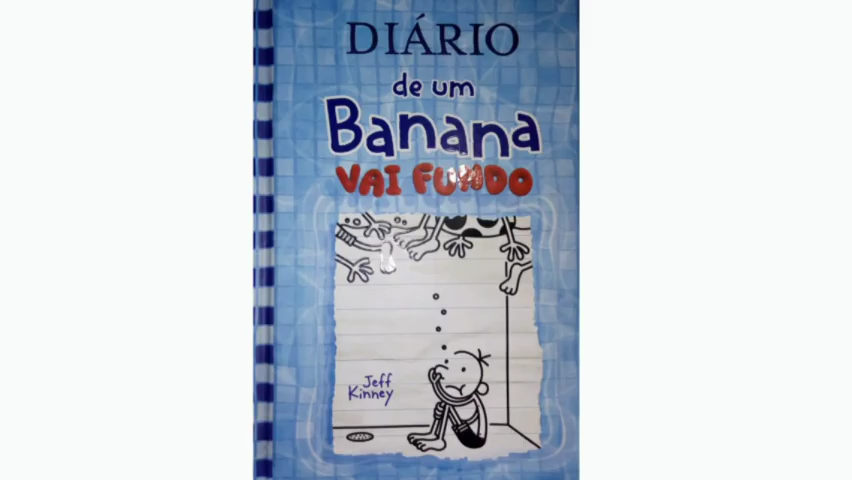 DIÁRIO
de um
Banana
VAI FUNDO
Jeff
Kinney